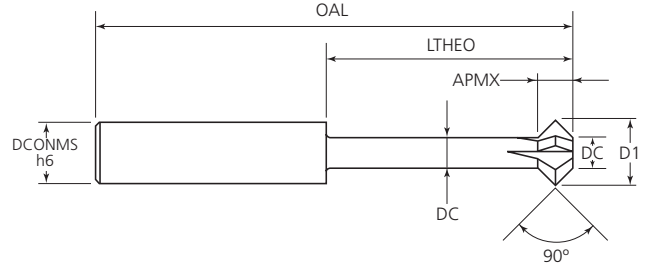 OAL
LTHEO
APMX
DCONMS
h6
DC
D1
DC
90º